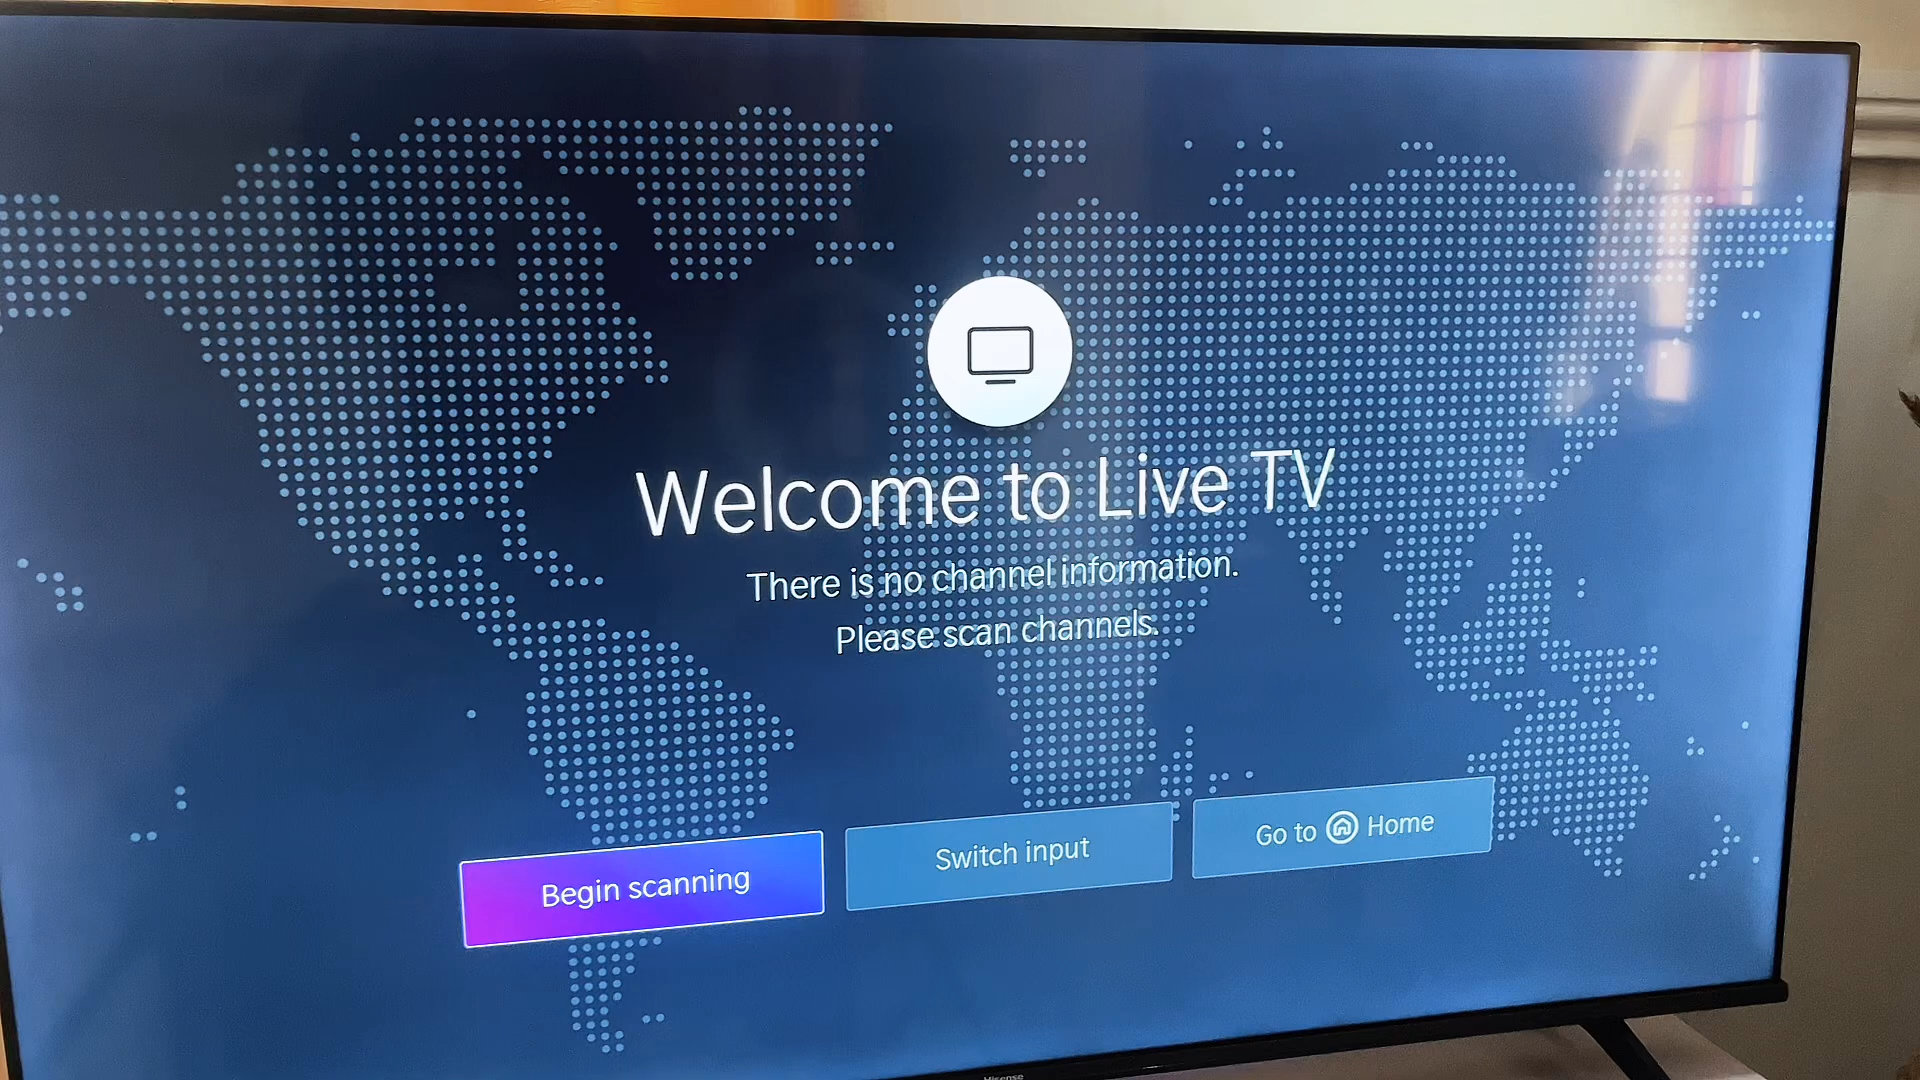 Welcome to Live TV
There is no channel information.
Please scan channels.
Begin scanning
Switch input
Go to Home
Hisense